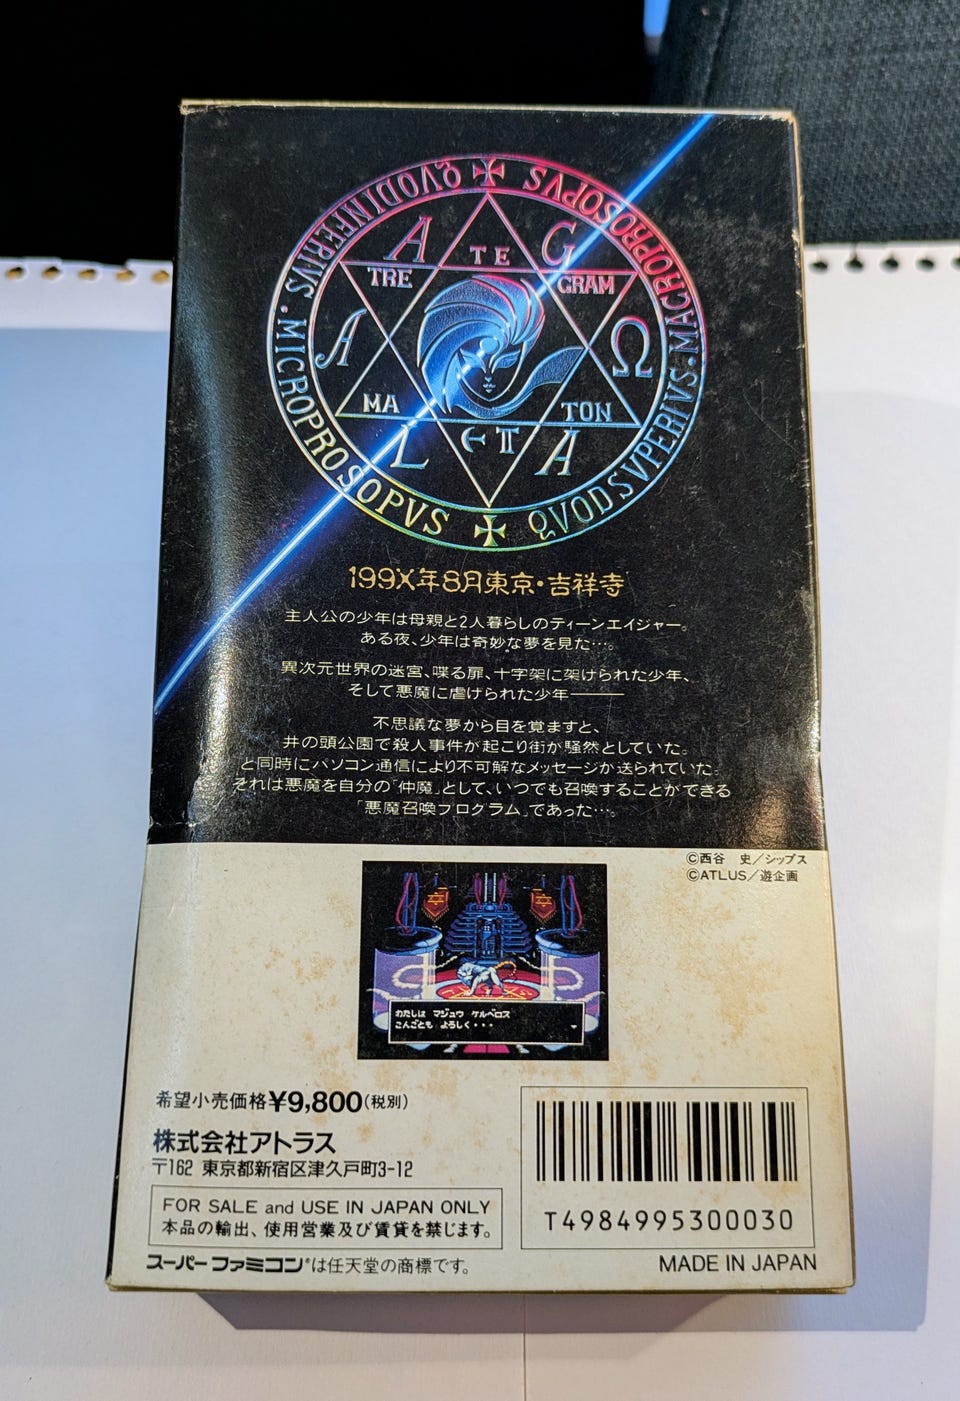 QVODINFERIVS · MICROPROSOPVS ✠ QVODSVPERIVS · MACROPROSOPVS ✠
A TE G
TRE GRAM
A Ω
MA TON
L ETT A
199X年8月東京・吉祥寺
主人公の少年は母親と2人暮らしのティーンエイジャー。
ある夜、少年は奇妙な夢を見た…。
異次元世界の迷宮、喋る扉、十字架に架けられた少年、
そして悪魔に虐げられた少年———
不思議な夢から目を覚ますと、
井の頭公園で殺人事件が起こり街が騒然としていた。
と同時にパソコン通信により不可解なメッセージが送られていた。
それは悪魔を自分の「仲魔」として、いつでも召喚することができる
「悪魔召喚プログラム」であった…。
©西谷 史／シップス
©ATLUS／遊企画
わたしは マジュウ ケルベロス
こんごとも よろしく・・・
希望小売価格¥9,800(税別)
株式会社アトラス
〒162 東京都新宿区津久戸町3-12
FOR SALE and USE IN JAPAN ONLY
本品の輸出、使用営業及び賃貸を禁じます。
T4984995300030
スーパーファミコン®は任天堂の商標です。
MADE IN JAPAN